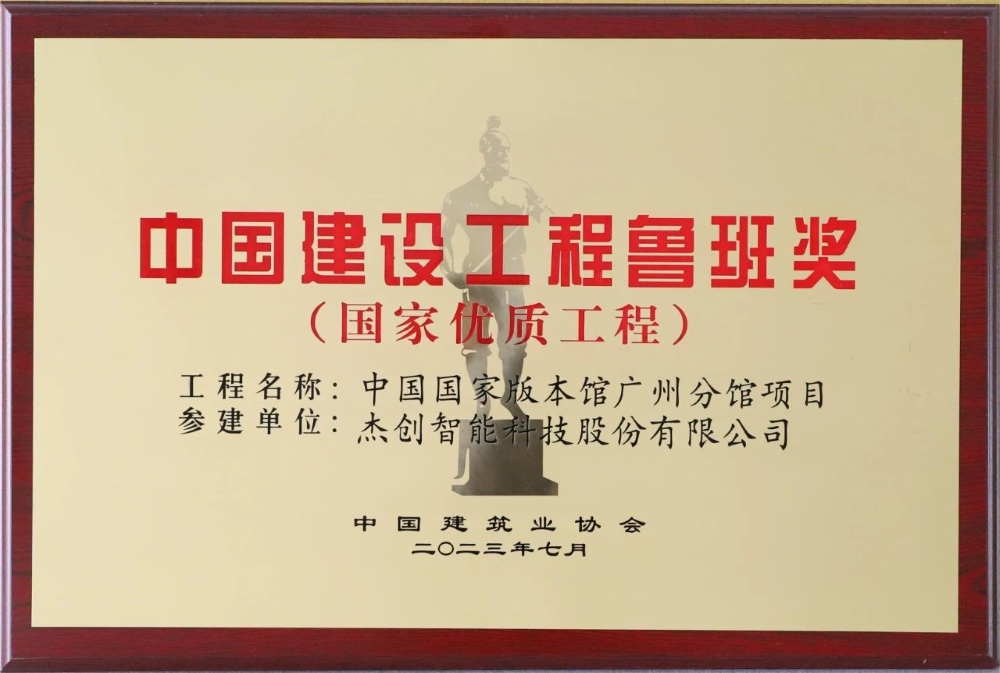 中国建设工程鲁班奖
（国家优质工程）
工程名称：中国国家版本馆广州分馆项目
参建单位：杰创智能科技股份有限公司
中国建筑业协会
二〇二三年七月